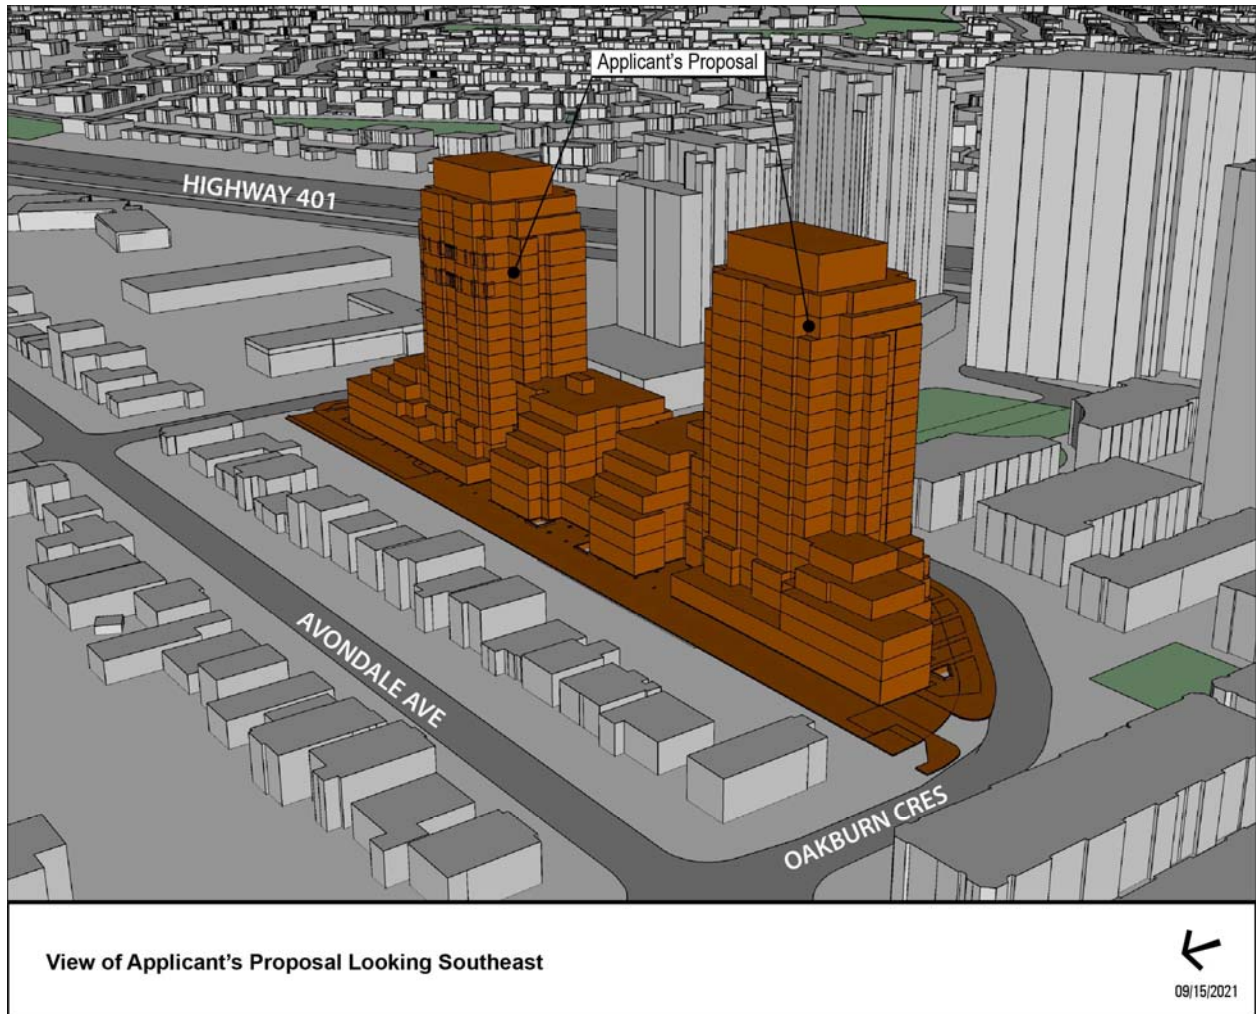 Applicant's Proposal
HIGHWAY 401
AVONDALE AVE
OAKBURN CRES
View of Applicant's Proposal Looking Southeast
09/15/2021